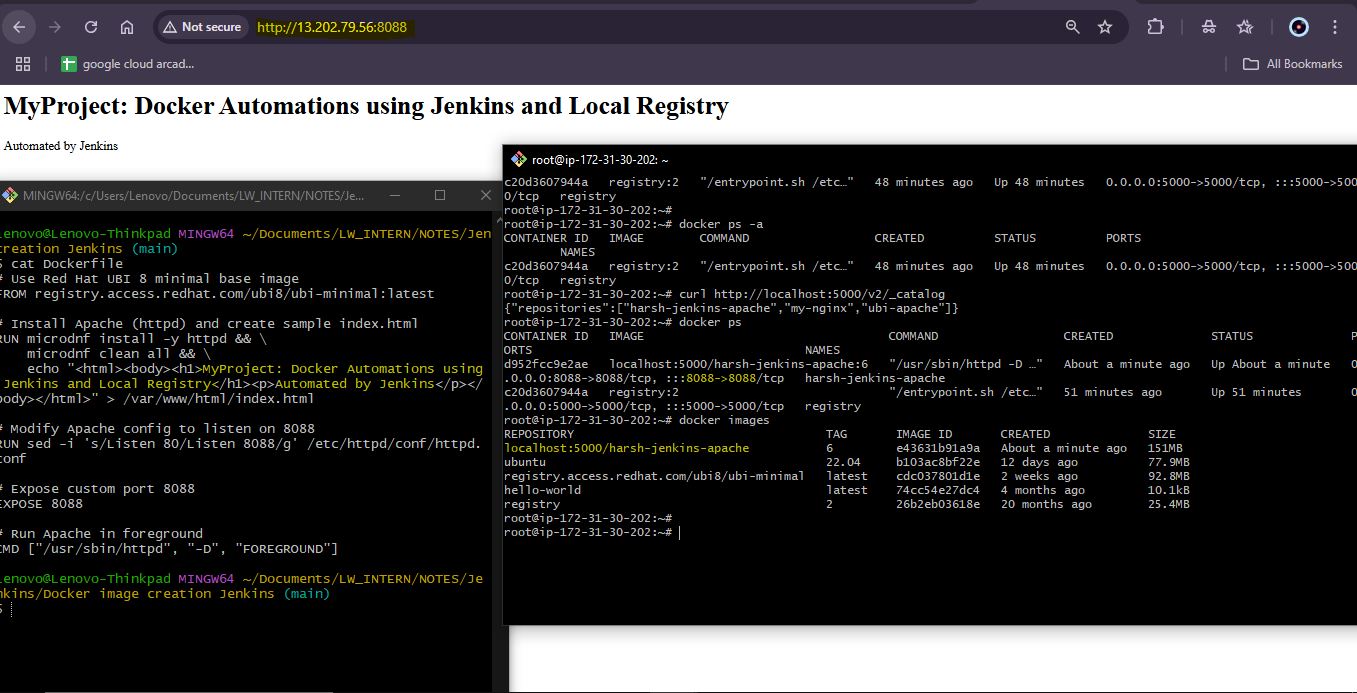 Not secure http://13.202.79.56:8088
google cloud arcad...
All Bookmarks
MyProject: Docker Automations using Jenkins and Local Registry
Automated by Jenkins
MINGW64:/c/Users/Lenovo/Documents/LW_INTERN/NOTES/Je...
enovo@Lenovo-Thinkpad MINGW64 ~/Documents/LW_INTERN/NOTES/Jen
creation Jenkins (main)
$ cat Dockerfile
# Use Red Hat UBI 8 minimal base image
FROM registry.access.redhat.com/ubi8/ubi-minimal:latest
# Install Apache (httpd) and create sample index.html
RUN microdnf install -y httpd && \
microdnf clean all && \
echo "<html><body><h1>MyProject: Docker Automations using
Jenkins and Local Registry</h1><p>Automated by Jenkins</p></
body></html>" > /var/www/html/index.html
# Modify Apache config to listen on 8088
RUN sed -i 's/Listen 80/Listen 8088/g' /etc/httpd/conf/httpd.
conf
# Expose custom port 8088
EXPOSE 8088
# Run Apache in foreground
CMD ["/usr/sbin/httpd", "-D", "FOREGROUND"]
enovo@Lenovo-Thinkpad MINGW64 ~/Documents/LW_INTERN/NOTES/Je
nkins/Docker image creation Jenkins (main)
$
root@ip-172-31-30-202: ~
c20d3607944a registry:2 "/entrypoint.sh /etc…" 48 minutes ago Up 48 minutes 0.0.0.0:5000->5000/tcp, :::5000->500
0/tcp registry
root@ip-172-31-30-202:~#
root@ip-172-31-30-202:~# docker ps -a
CONTAINER ID IMAGE COMMAND CREATED STATUS PORTS
NAMES
c20d3607944a registry:2 "/entrypoint.sh /etc…" 48 minutes ago Up 48 minutes 0.0.0.0:5000->5000/tcp, :::5000->500
0/tcp registry
root@ip-172-31-30-202:~# curl http://localhost:5000/v2/_catalog
{"repositories":["harsh-jenkins-apache","my-nginx","ubi-apache"]}
root@ip-172-31-30-202:~# docker ps
CONTAINER ID IMAGE COMMAND CREATED STATUS P
ORTS NAMES
d952fcc9e2ae localhost:5000/harsh-jenkins-apache:6 "/usr/sbin/httpd -D …" About a minute ago Up About a minute 0
.0.0.0:8088->8088/tcp, :::8088->8088/tcp harsh-jenkins-apache
c20d3607944a registry:2 "/entrypoint.sh /etc…" 51 minutes ago Up 51 minutes 0
.0.0.0:5000->5000/tcp, :::5000->5000/tcp registry
root@ip-172-31-30-202:~# docker images
REPOSITORY TAG IMAGE ID CREATED SIZE
localhost:5000/harsh-jenkins-apache 6 e43631b91a9a About a minute ago 151MB
ubuntu 22.04 b103ac8bf22e 12 days ago 77.9MB
registry.access.redhat.com/ubi8/ubi-minimal latest cdc037801d1e 2 weeks ago 92.8MB
hello-world latest 74cc54e27dc4 4 months ago 10.1kB
registry 2 26b2eb03618e 20 months ago 25.4MB
root@ip-172-31-30-202:~#
root@ip-172-31-30-202:~#